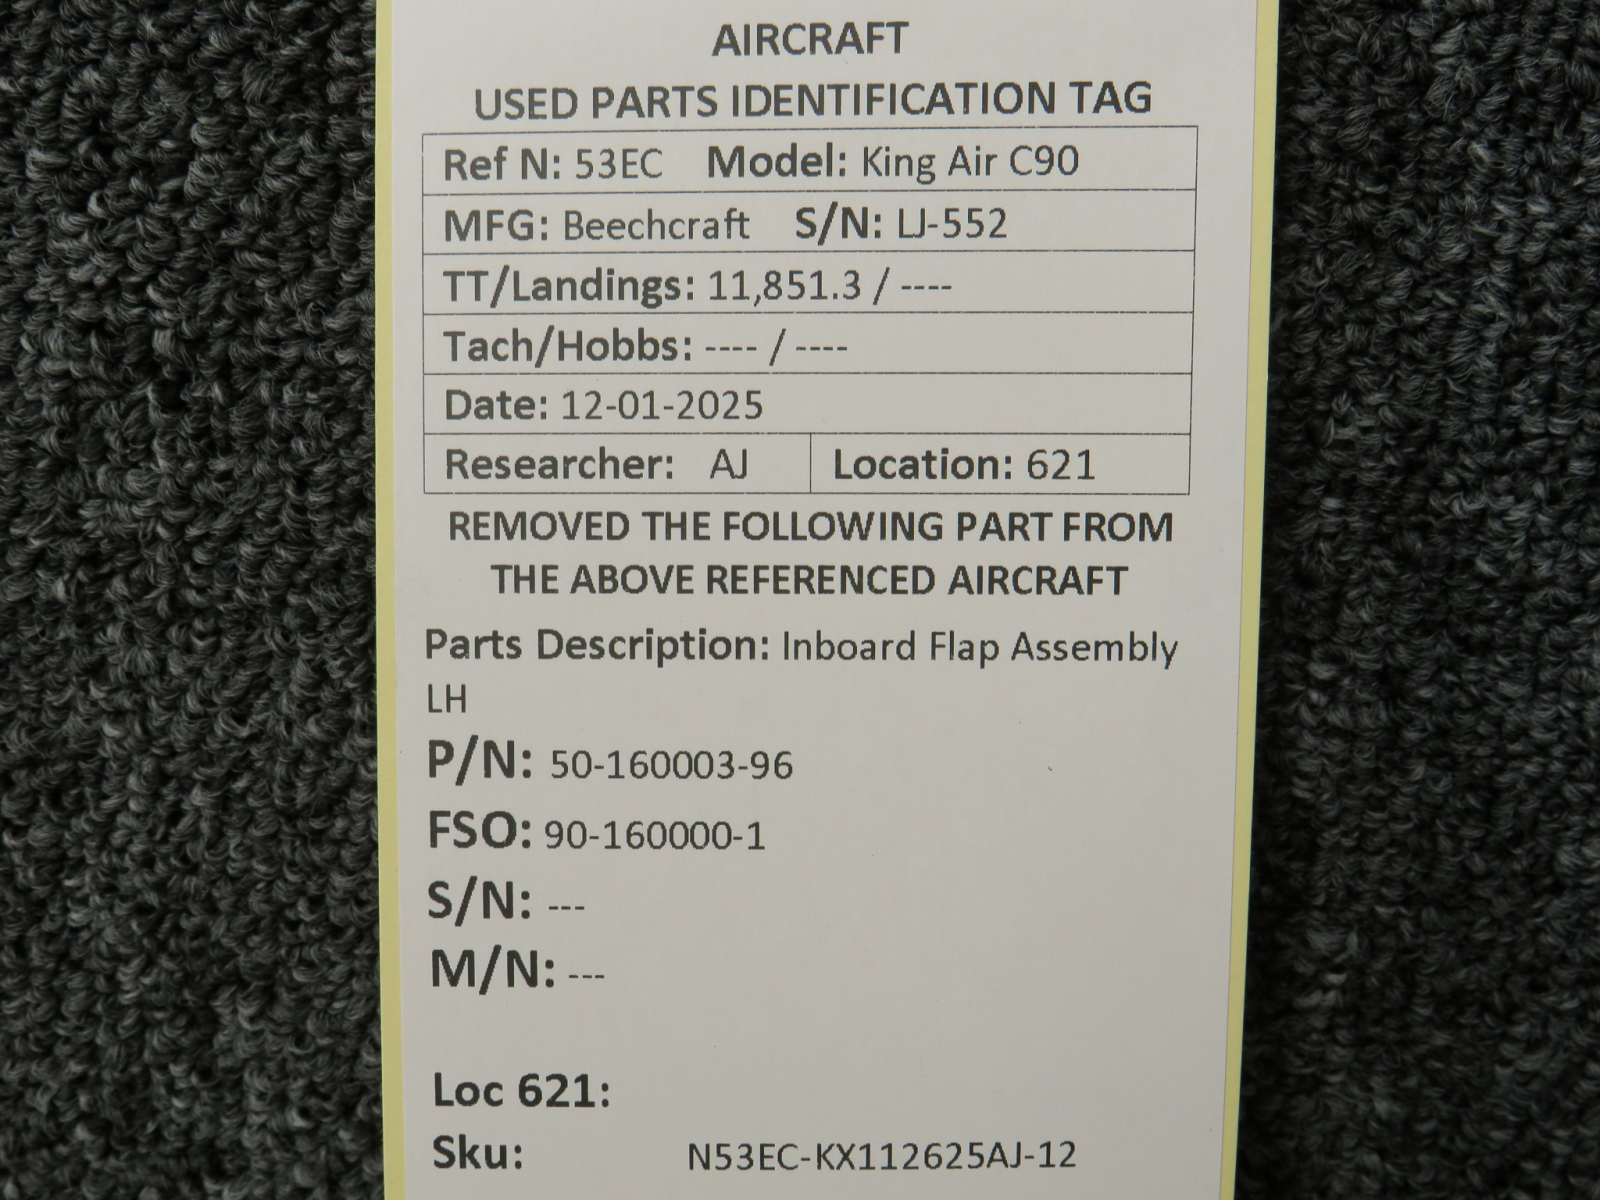 AIRCRAFT
USED PARTS IDENTIFICATION TAG
Ref N: 53EC Model: King Air C90
MFG: Beechcraft S/N: LJ-552
TT/Landings: 11,851.3 / ----
Tach/Hobbs: ---- / ----
Date: 12-01-2025
Researcher: AJ Location: 621
REMOVED THE FOLLOWING PART FROM
THE ABOVE REFERENCED AIRCRAFT
Parts Description: Inboard Flap Assembly
LH
P/N: 50-160003-96
FSO: 90-160000-1
S/N: ---
M/N: ---
Loc 621:
Sku: N53EC-KX112625AJ-12